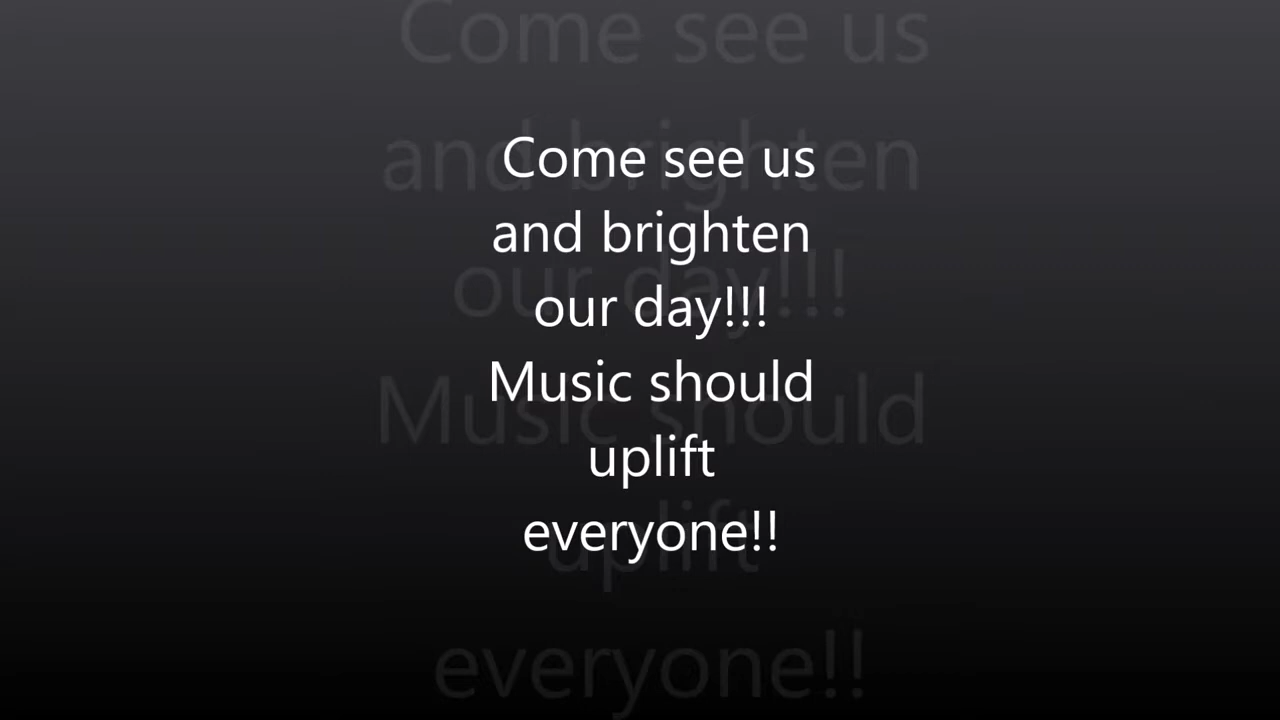 Come see us
and brighten
our day!!!
Music should
uplift
everyone!!